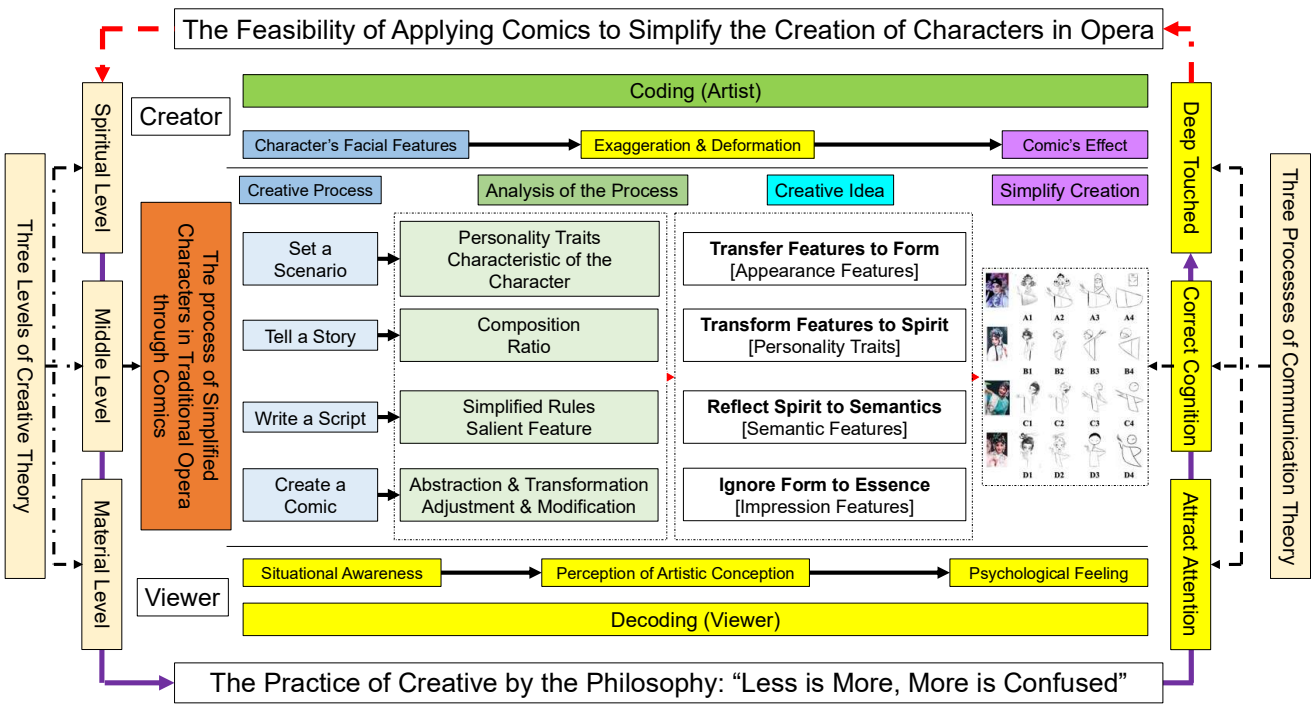 The Feasibility of Applying Comics to Simplify the Creation of Characters in Opera
Three Levels of Creative Theory
Spiritual Level
Middle Level
Material Level
Creator
Coding (Artist)
Character's Facial Features
Exaggeration & Deformation
Comic's Effect
The process of Simplified
Characters in Traditional Opera
through Comics
Creative Process
Analysis of the Process
Creative Idea
Simplify Creation
Set a
Scenario
Personality Traits
Characteristic of the
Character
Transfer Features to Form
[Appearance Features]
Tell a Story
Composition
Ratio
Transform Features to Spirit
[Personality Traits]
Write a Script
Simplified Rules
Salient Feature
Reflect Spirit to Semantics
[Semantic Features]
Create a
Comic
Abstraction & Transformation
Adjustment & Modification
Ignore Form to Essence
[Impression Features]
A1 A2 A3 A4
B1 B2 B3 B4
C1 C2 C3 C4
D1 D2 D3 D4
Viewer
Situational Awareness
Perception of Artistic Conception
Psychological Feeling
Decoding (Viewer)
Deep Touched
Correct Cognition
Attract Attention
Three Processes of Communication Theory
The Practice of Creative by the Philosophy: “Less is More, More is Confused”